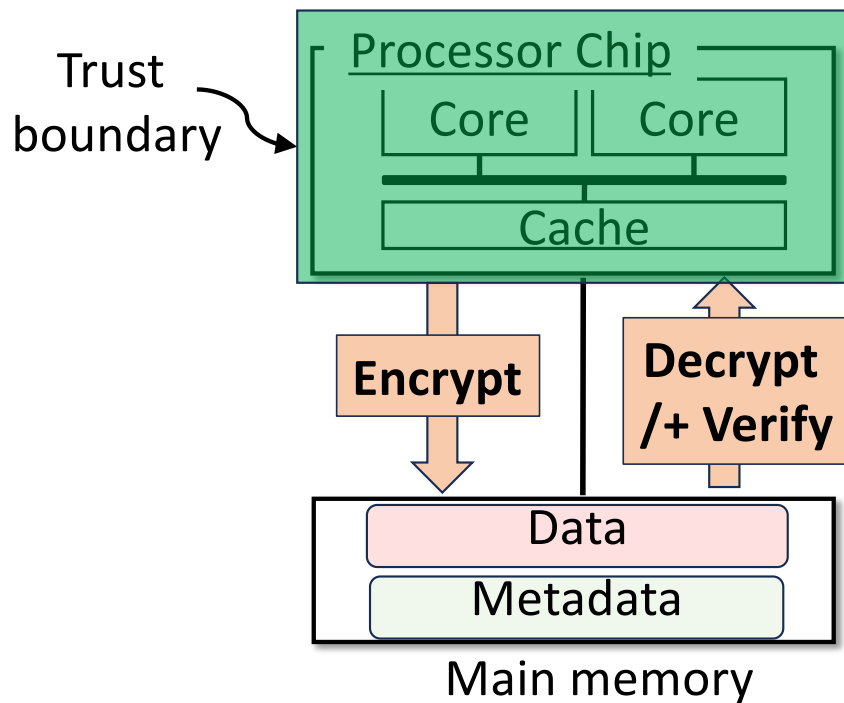 Trust
boundary
Processor Chip
Core
Core
Cache
Encrypt
Decrypt
/+ Verify
Data
Metadata
Main memory